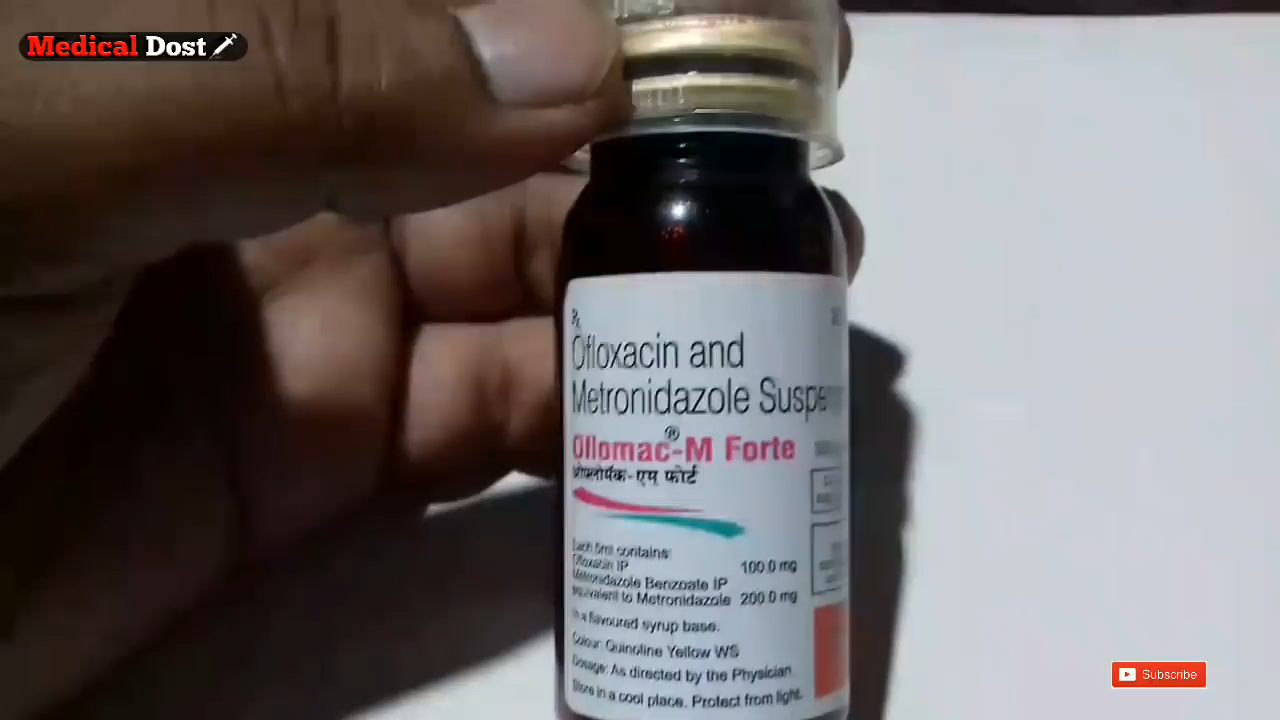 Medical Dost
Rx
Ofloxacin and
Metronidazole Suspen
Oflomac-M Forte
®
ओफ्लोमॅक-एम फोर्ट
Each 5ml contains:
Ofloxacin IP 100.0 mg
Metronidazole Benzoate IP
equivalent to Metronidazole 200.0 mg
In a flavoured syrup base.
Colour: Quinoline Yellow WS
Dosage: As directed by the Physician
Store in a cool place. Protect from light.
Subscribe